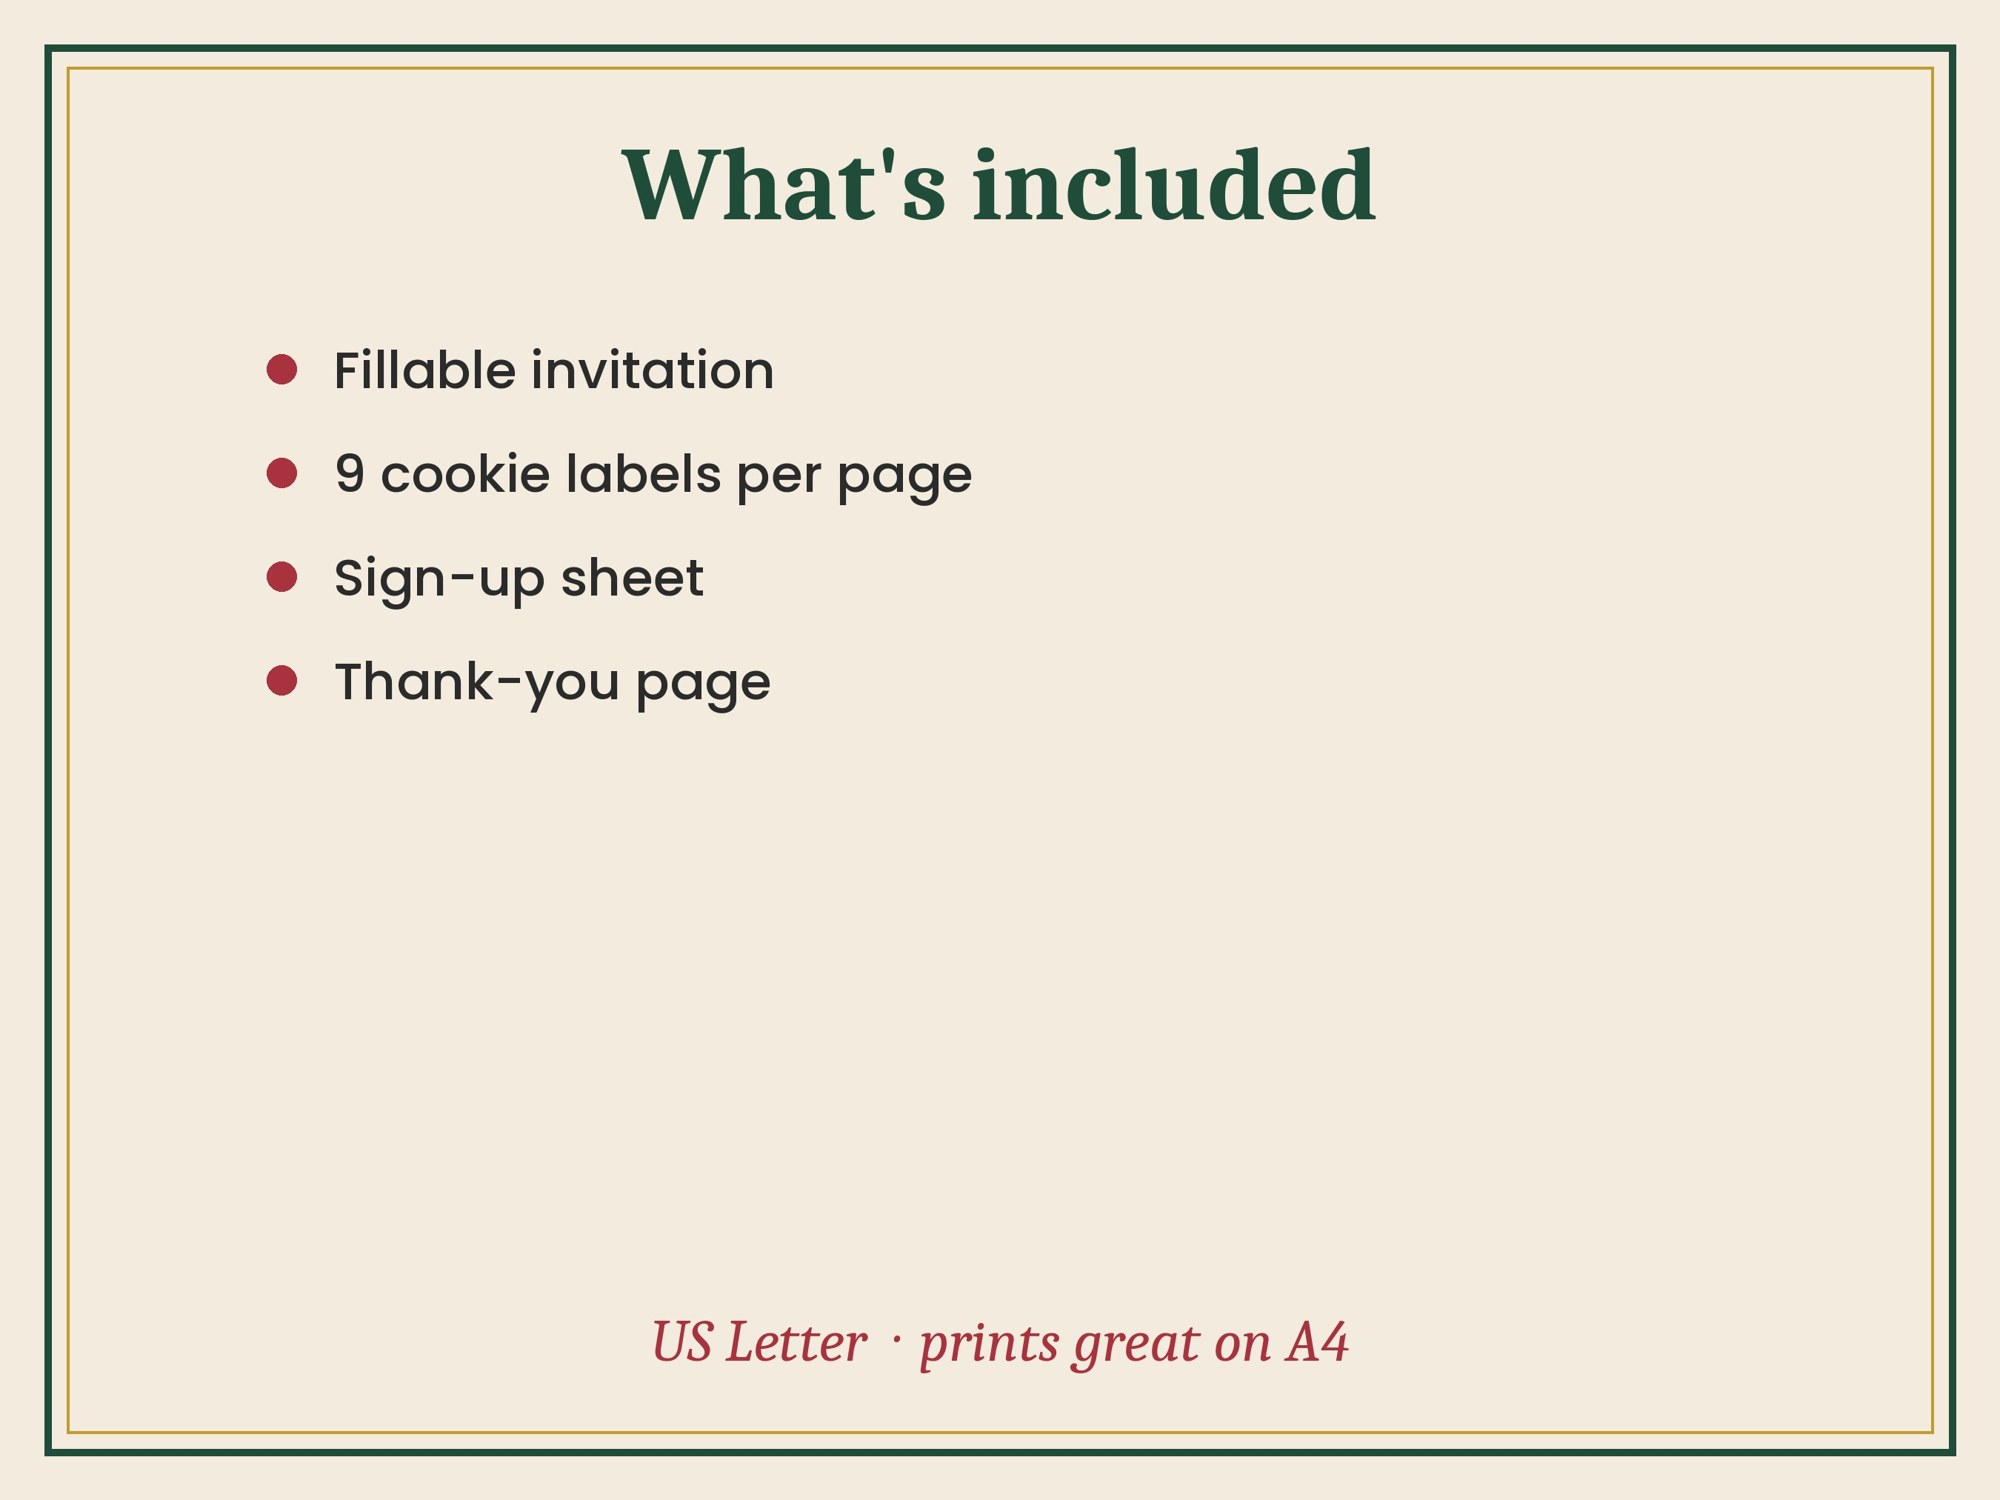 What's included
Fillable invitation
9 cookie labels per page
Sign-up sheet
Thank-you page
US Letter · prints great on A4